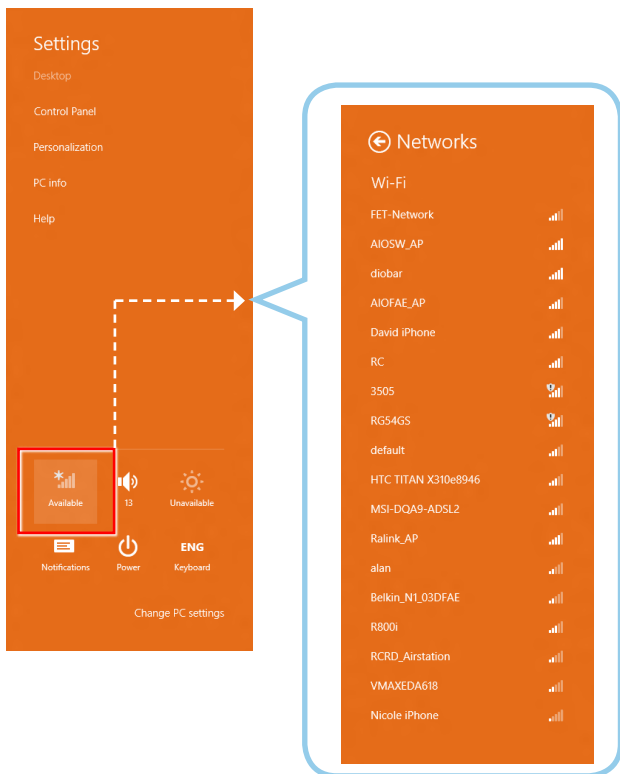 Settings
Desktop
Control Panel
Personalization
PC info
Help
Available
13
Unavailable
Notifications
Power
ENG
Keyboard
Change PC settings
Networks
Wi-Fi
FET-Network
AIOSW_AP
diobar
AIOFAE_AP
David iPhone
RC
3505
RG54GS
default
HTC TITAN X310e8946
MSI-DQA9-ADSL2
Ralink_AP
alan
Belkin_N1_03DFAE
R800i
RCRD_Airstation
VMAXEDA618
Nicole iPhone